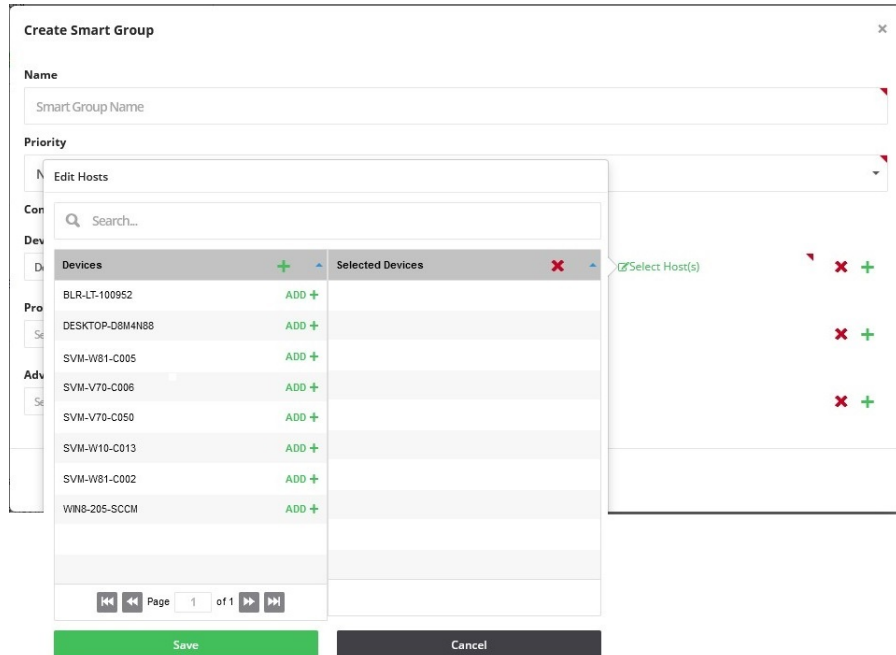 Create Smart Group
Name
Smart Group Name
Priority
N
Edit Hosts
Con
Search...
Dev
Devices
Selected Devices
De
Select Host(s)
BLR-LT-100952 ADD
Pro
DESKTOP-D8M4N88 ADD
Se
SVM-W81-C005 ADD
Adv
SVM-V70-C006 ADD
Se
SVM-V70-C050 ADD
SVM-W10-C013 ADD
SVM-W81-C002 ADD
WIN8-205-SCCM ADD
Page 1 of 1
Save
Cancel